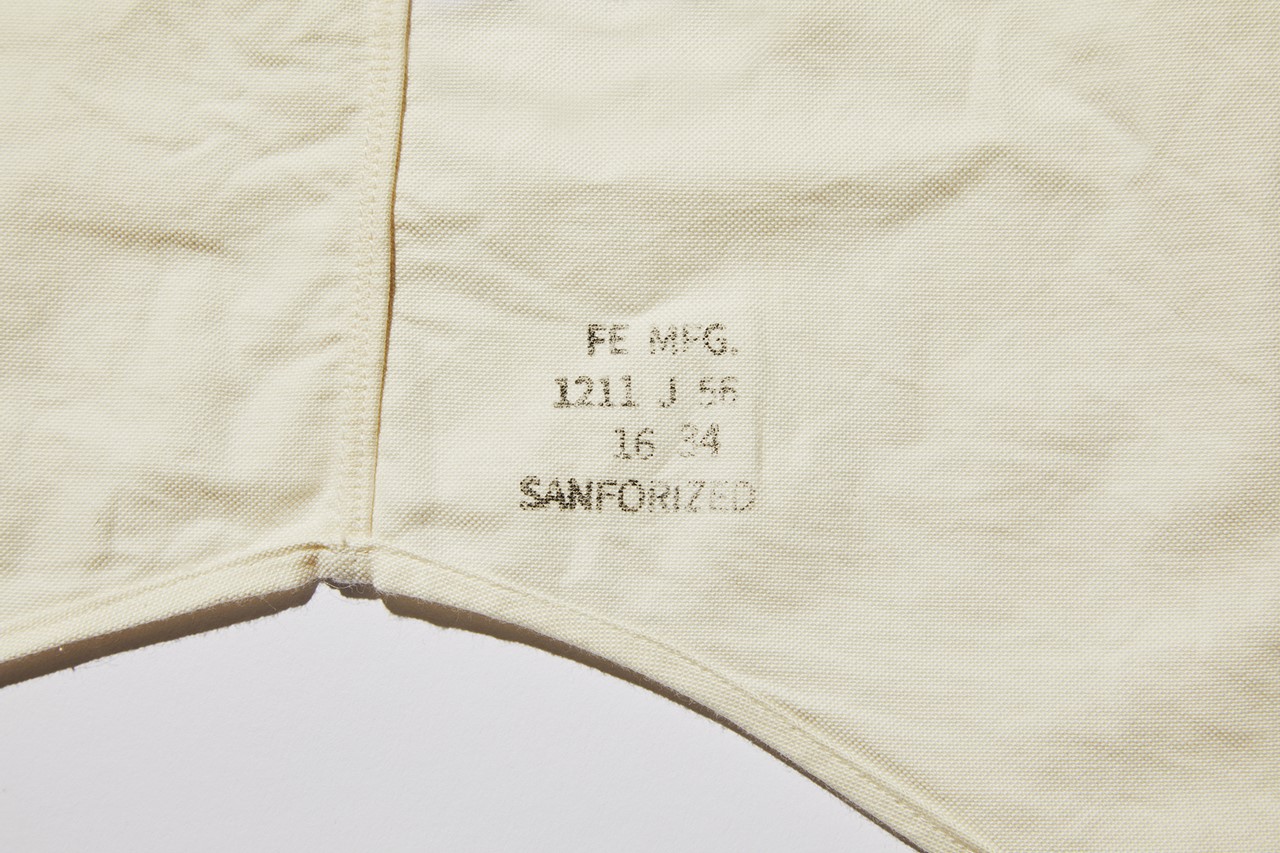 FE MFG.
1211 J 56
16 34
SANFORIZED